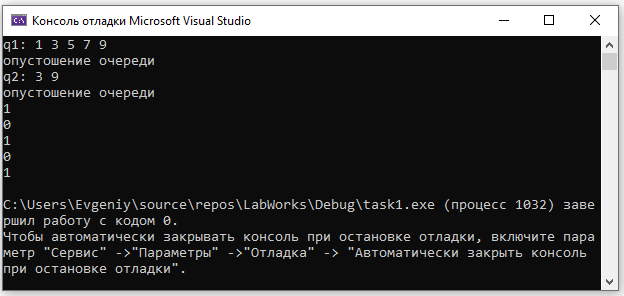 Консоль отладки Microsoft Visual Studio
q1: 1 3 5 7 9
опустошение очереди
q2: 3 9
опустошение очереди
1
0
1
0
1
C:\Users\Evgeniy\source\repos\LabWorks\Debug\task1.exe (процесс 1032) заве
ршил работу с кодом 0.
Чтобы автоматически закрывать консоль при остановке отладки, включите пара
метр "Сервис" ->"Параметры" ->"Отладка" -> "Автоматически закрыть консоль
при остановке отладки".